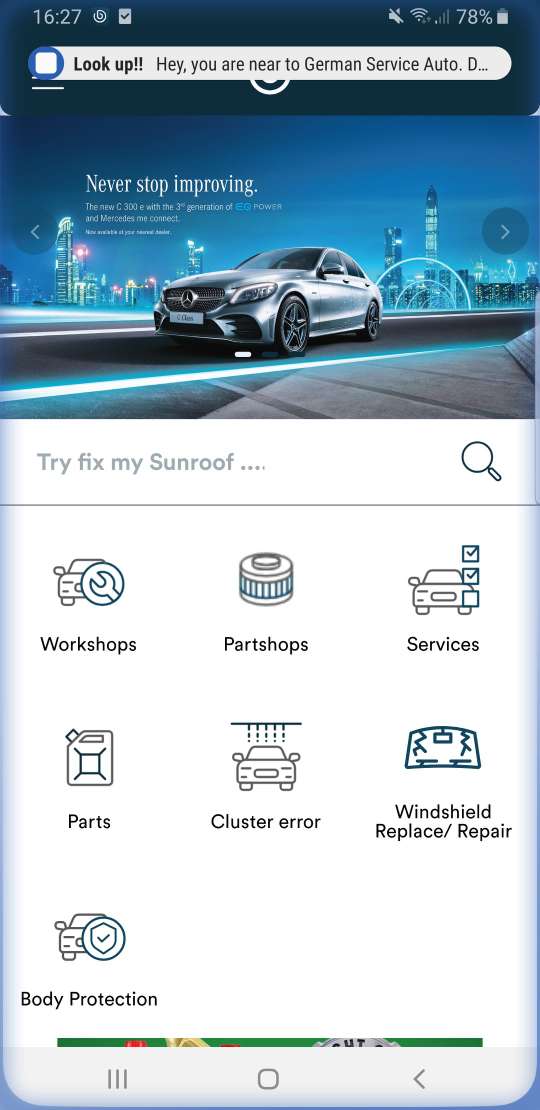 16:27
78%
Look up!! Hey, you are near to German Service Auto. D...
Never stop improving.
The new C 300 e with the 3rd generation of EQ POWER
and Mercedes me connect.
Now available at your nearest dealer.
C Class
Try fix my Sunroof ....
Workshops
Partshops
Services
Parts
Cluster error
Windshield
Replace/ Repair
Body Protection